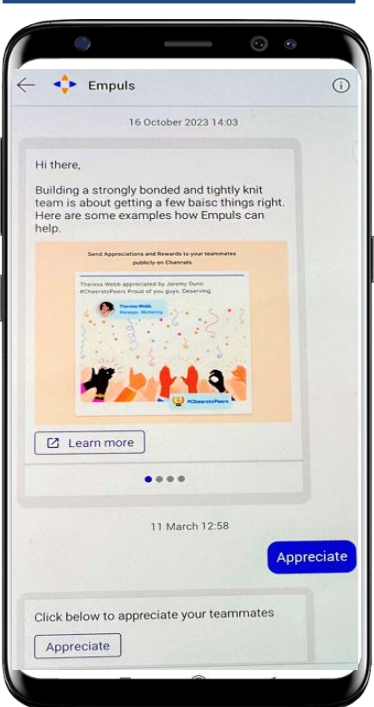 Empuls
16 October 2023 14:03
Hi there,
Building a strongly bonded and tightly knit
team is about getting a few baisc things right.
Here are some examples how Empuls can
help.
Send Appreciations and Rewards to your teammates
publicly on Channels
Theresa Webb appreciated by Jeremy Dunn
#CheerstoPeers Proud of you guys. Deserving.
Theresa Webb
Manager, Marketing
#CheerstoPeers
Learn more
11 March 12:58
Appreciate
Click below to appreciate your teammates
Appreciate